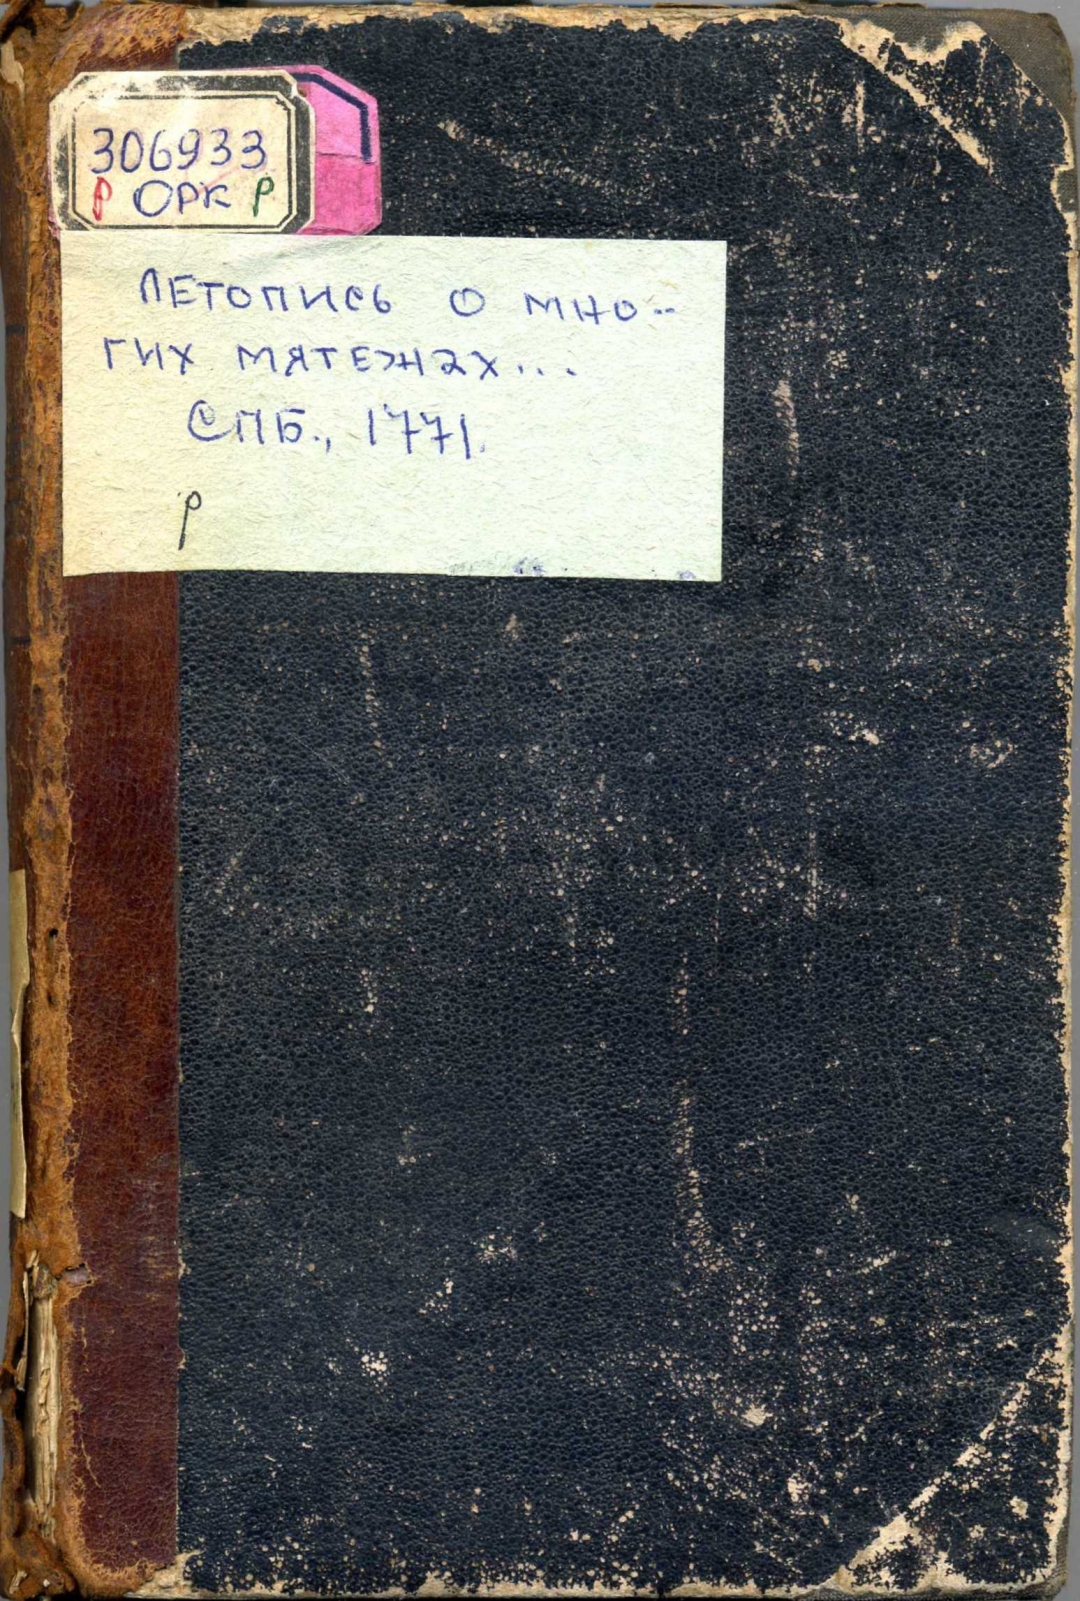 306933
Р ОРК Р
ЛЕТОПИСЬ О МНО--
ГИХ МЯТЕЖАХ...
СПБ., 1771.
р